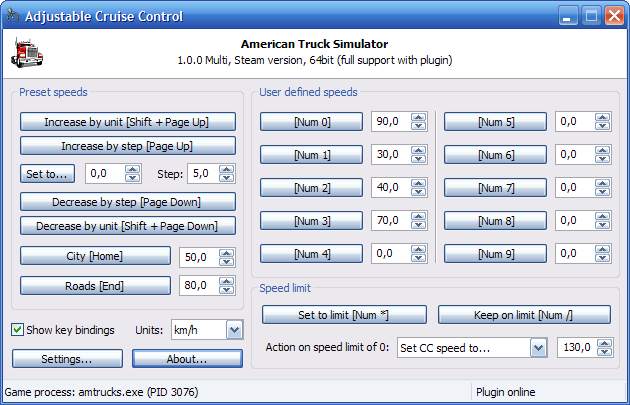 Adjustable Cruise Control
American Truck Simulator
1.0.0 Multi, Steam version, 64bit (full support with plugin)
Preset speeds
Increase by unit [Shift + Page Up]
Increase by step [Page Up]
Set to... 0,0 Step: 5,0
Decrease by step [Page Down]
Decrease by unit [Shift + Page Down]
City [Home] 50,0
Roads [End] 80,0
Show key bindings Units: km/h
Settings... About...
User defined speeds
[Num 0] 90,0 [Num 5] 0,0
[Num 1] 30,0 [Num 6] 0,0
[Num 2] 40,0 [Num 7] 0,0
[Num 3] 70,0 [Num 8] 0,0
[Num 4] 0,0 [Num 9] 0,0
Speed limit
Set to limit [Num *] Keep on limit [Num /]
Action on speed limit of 0: Set CC speed to... 130,0
Game process: amtrucks.exe (PID 3076) Plugin online